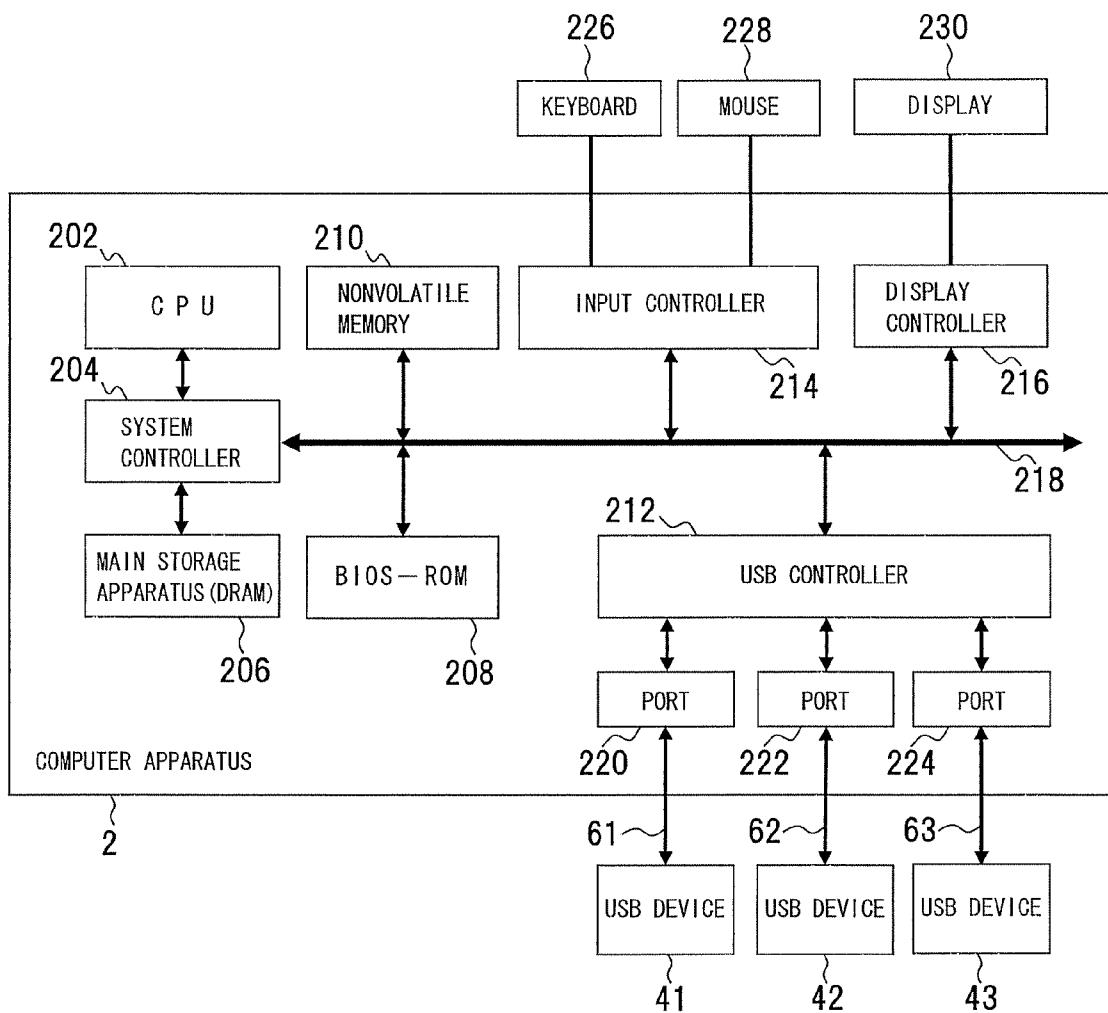 226
228
230
KEYBOARD
MOUSE
DISPLAY
202
210
CPU
NONVOLATILE
MEMORY
INPUT CONTROLLER
DISPLAY
CONTROLLER
204
214
216
SYSTEM
CONTROLLER
218
212
MAIN STORAGE
APPARATUS(DRAM)
BIOS-ROM
USB CONTROLLER
206
208
PORT
PORT
PORT
220
222
224
COMPUTER APPARATUS
2
61
62
63
USB DEVICE
USB DEVICE
USB DEVICE
41
42
43